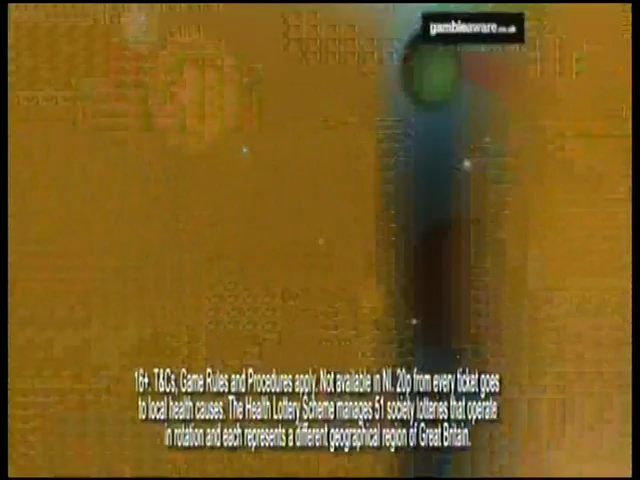 gambleaware.co.uk
16+. T&Cs, Game Rules and Procedures apply. Not available in NI. 20p from every ticket goes
to local health causes. The Health Lottery Scheme manages 51 society lotteries that operate
in rotation and each represents a different geographical region of Great Britain.